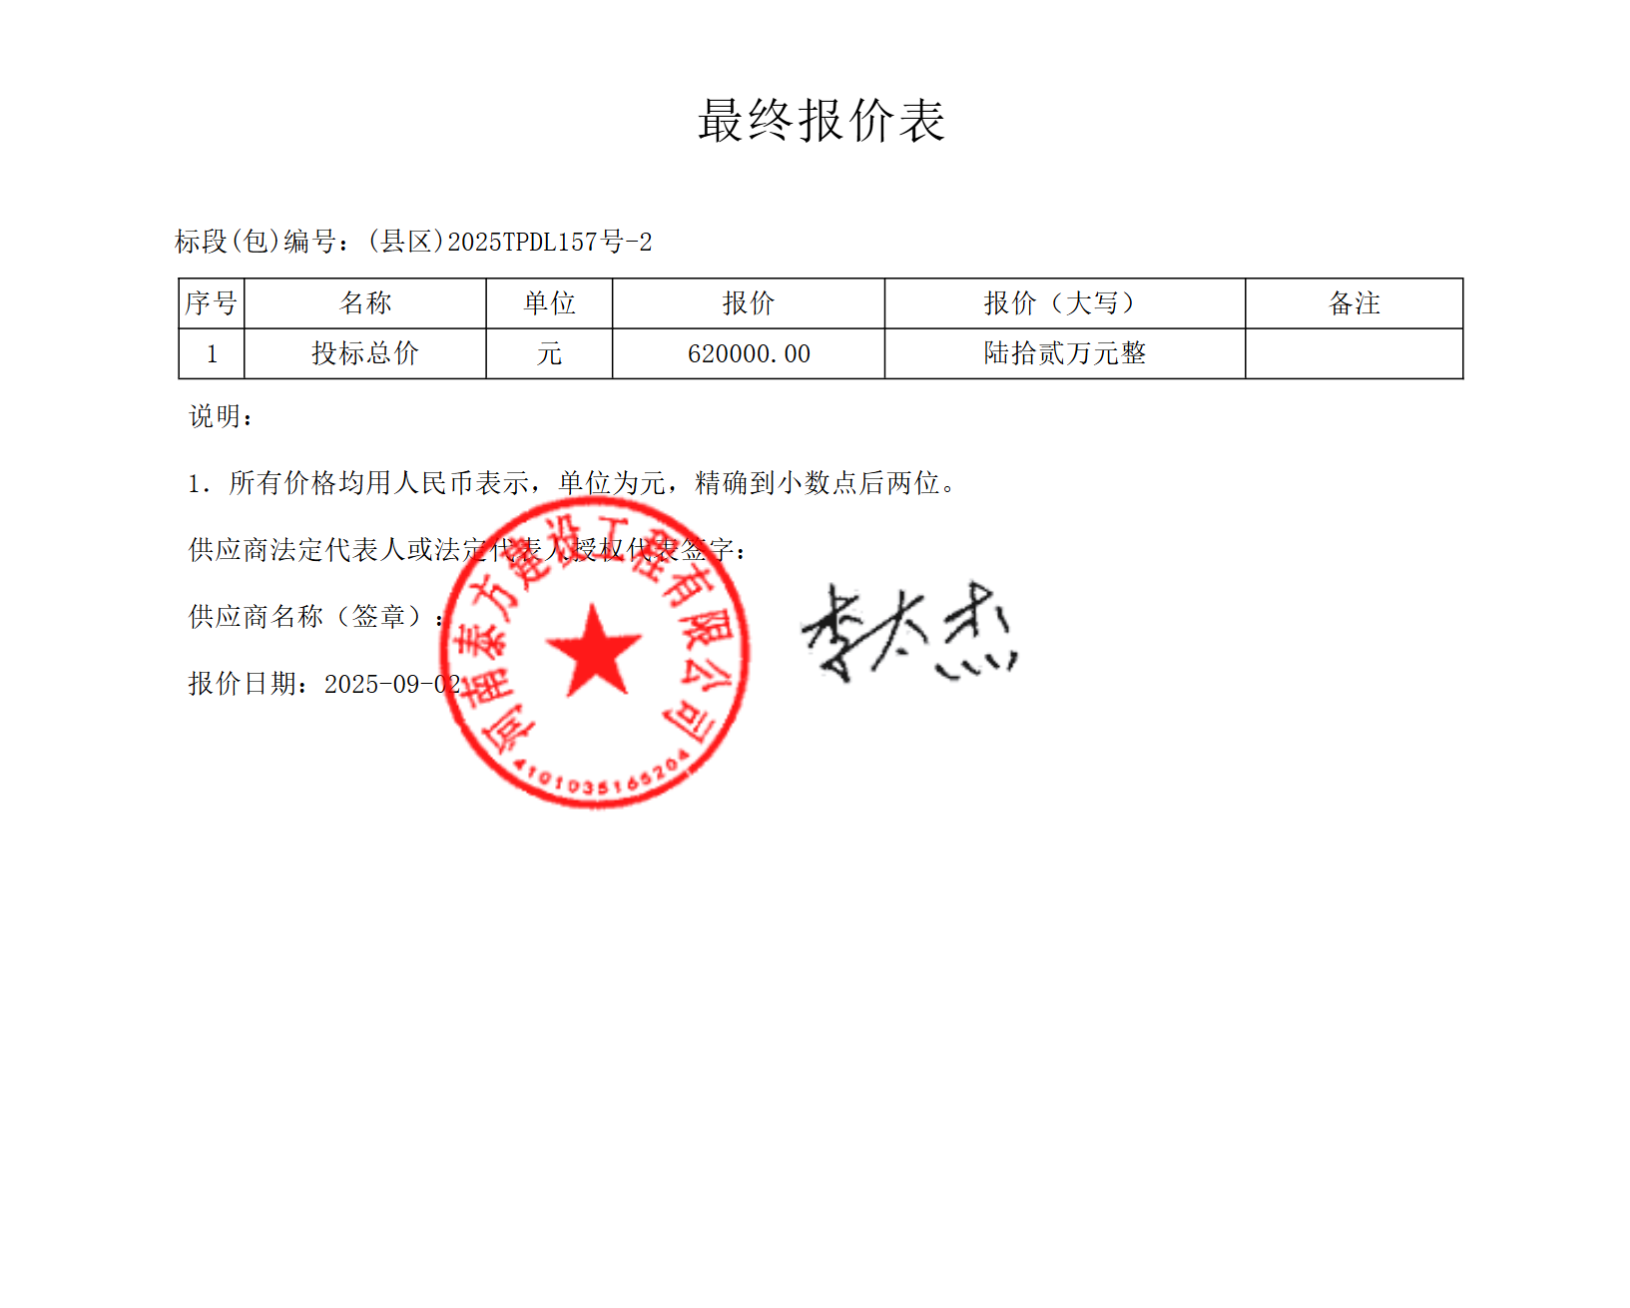 最终报价表
标段(包)编号：(县区)2025TPDL157号-2
序号 名称 单位 报价 报价（大写） 备注
1 投标总价 元 620000.00 陆拾贰万元整
说明：
1. 所有价格均用人民币表示，单位为元，精确到小数点后两位。
供应商法定代表人或法定代表人授权代表签字：
李太杰
供应商名称（签章）：
报价日期：2025-09-02
河南泰方建设工程有限公司
4101035165204